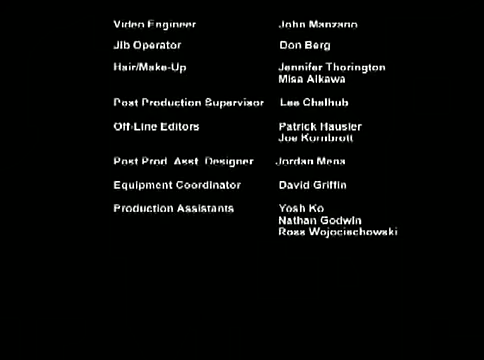 Video Engineer John Manzano
Jib Operator Don Berg
Hair/Make-Up Jennifer Thorington
Misa Aikawa
Post Production Supervisor Lee Chalhub
Off-Line Editors Patrick Hausler
Joe Kornbrott
Post Prod. Asst. Designer Jordan Mena
Equipment Coordinator David Griffin
Production Assistants Yosh Ko
Nathan Godwin
Ross Wojocischowski